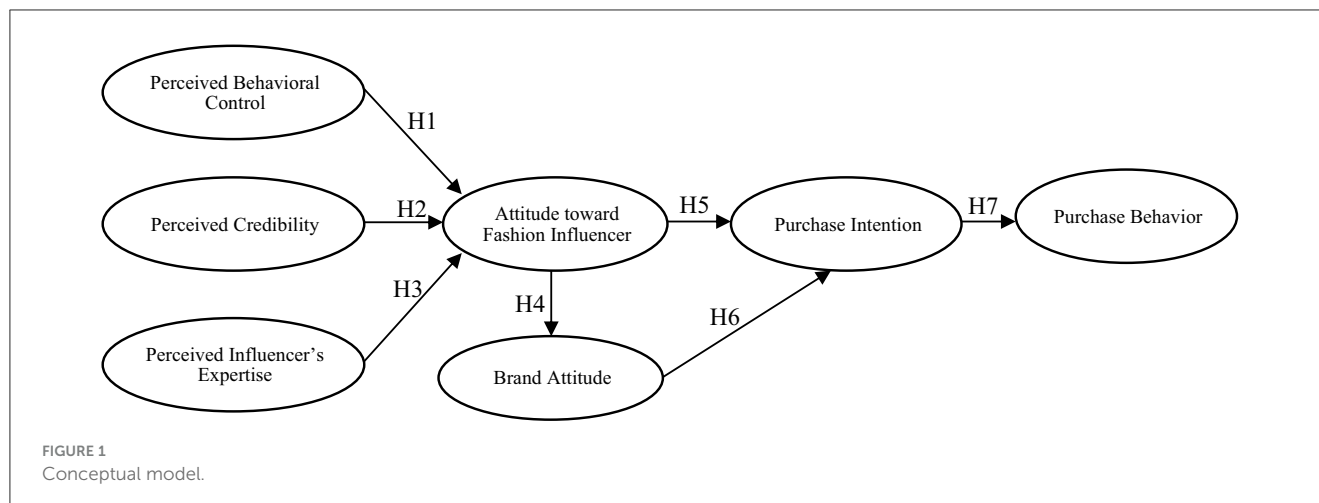 Perceived Behavioral
Control
H1
Perceived Credibility
H2
Attitude toward
Fashion Influencer
H5
Purchase Intention
H7
Purchase Behavior
H3
H4
H6
Perceived Influencer's
Expertise
Brand Attitude
FIGURE 1
Conceptual model.